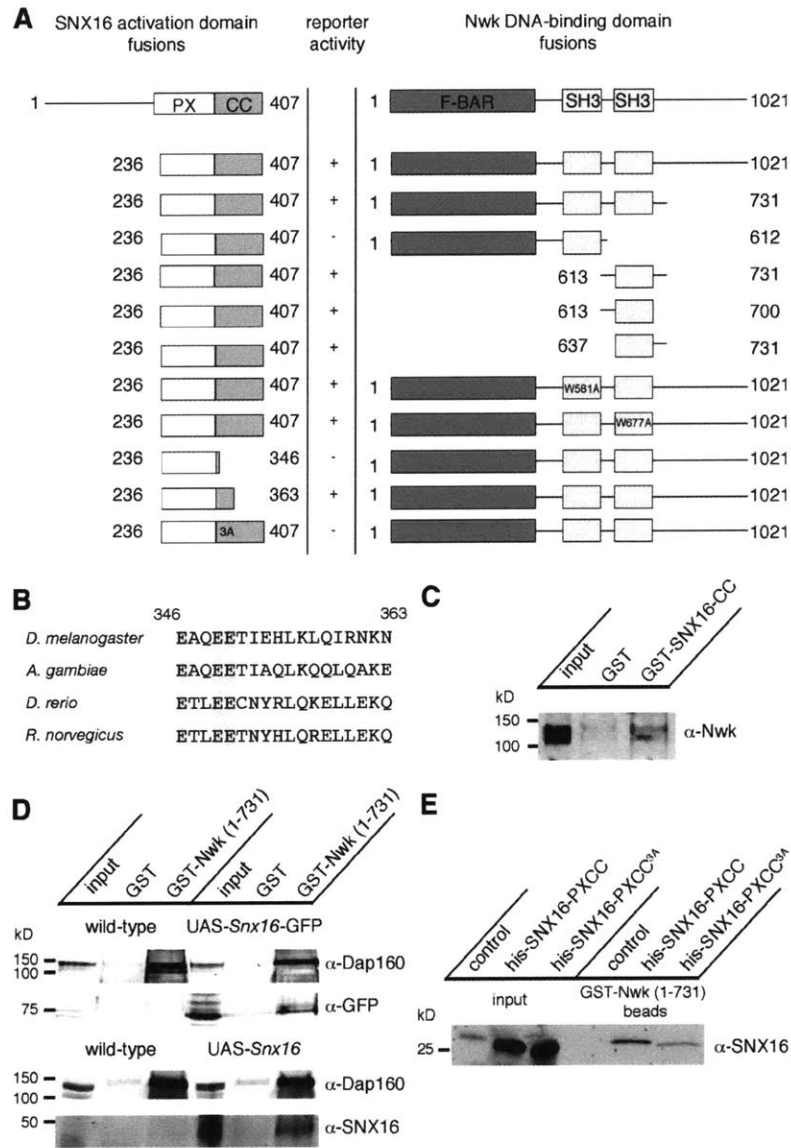 A
SNX16 activation domain fusions
reporter activity
Nwk DNA-binding domain fusions
1 PX CC 407 1 F-BAR SH3 SH3 1021
236 407 + 1 1021
236 407 + 1 731
236 407 - 1 612
236 407 + 613 731
236 407 + 613 700
236 407 + 637 731
236 407 + 1 W581A 1021
236 407 + 1 W677A 1021
236 346 - 1 1021
236 363 + 1 1021
236 3A 407 - 1 1021
B
346 363
D. melanogaster EAQEETIEHLKLQIRNKN
A. gambiae EAQEETIAQLKQQLQAKE
D. rerio ETLEECNYRLQKELLEKQ
R. norvegicus ETLEETNYHLQRELLEKQ
C
input GST GST-SNX16-CC
kD
150
100
α-Nwk
D
input GST GST-Nwk (1-731) input GST GST-Nwk (1-731)
wild-type UAS-Snx16-GFP
kD
150
100
α-Dap160
75
α-GFP
wild-type UAS-Snx16
150
100
α-Dap160
50
α-SNX16
E
control his-SNX16-PXCC his-SNX16-PXCC3A control his-SNX16-PXCC his-SNX16-PXCC3A
input
GST-Nwk (1-731) beads
kD
25
α-SNX16